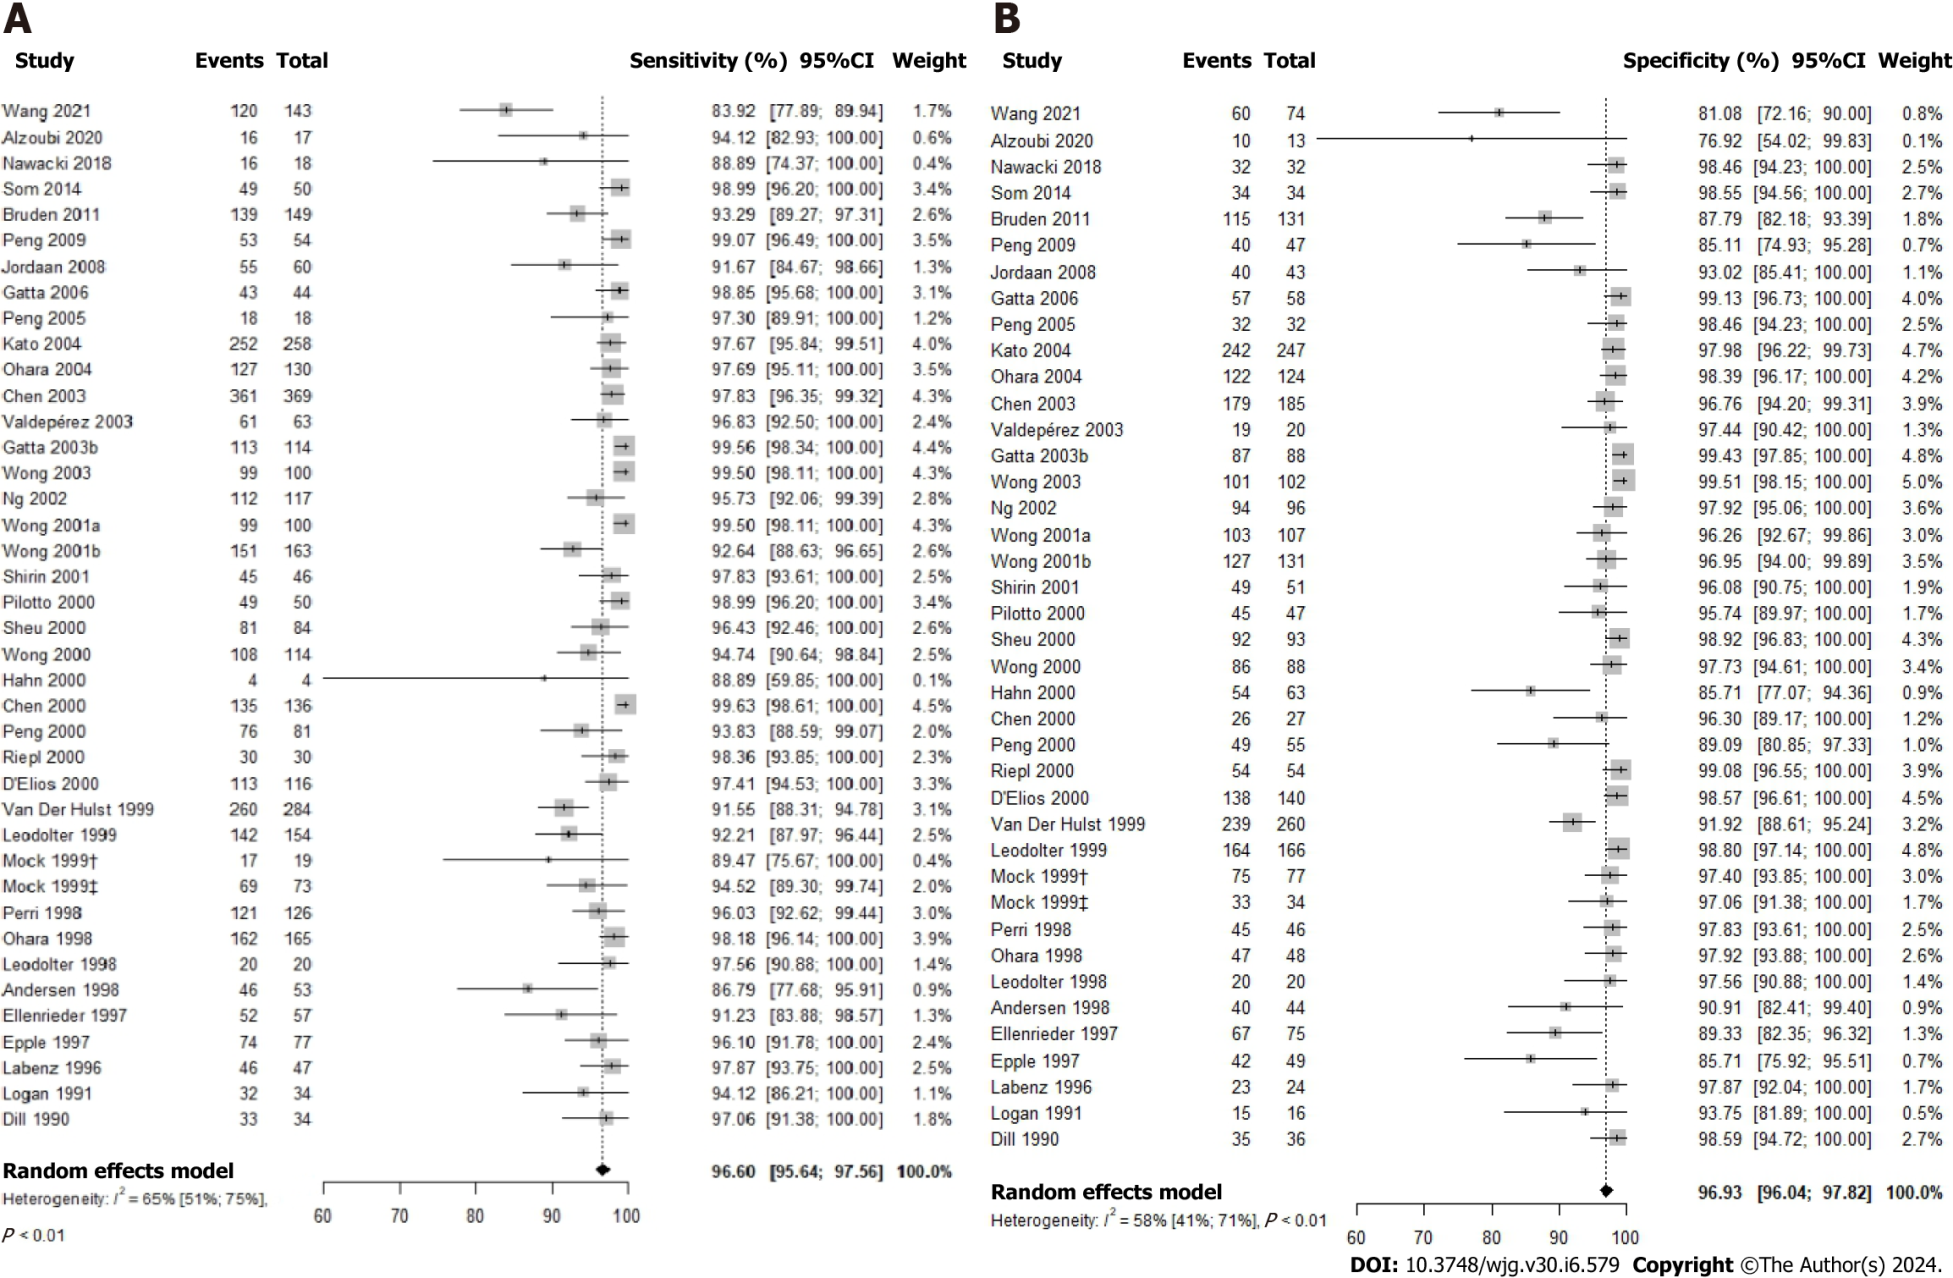 A
Study Events Total Sensitivity (%) 95%CI Weight
Wang 2021 120 143 83.92 [77.89; 89.94] 1.7%
Alzoubi 2020 16 17 94.12 [82.93; 100.00] 0.6%
Nawacki 2018 16 18 88.89 [74.37; 100.00] 0.4%
Som 2014 49 50 98.99 [96.20; 100.00] 3.4%
Bruden 2011 139 149 93.29 [89.27; 97.31] 2.6%
Peng 2009 53 54 99.07 [96.49; 100.00] 3.5%
Jordaan 2008 55 60 91.67 [84.67; 98.66] 1.3%
Gatta 2006 43 44 98.85 [95.68; 100.00] 3.1%
Peng 2005 18 18 97.30 [89.91; 100.00] 1.2%
Kato 2004 252 258 97.67 [95.84; 99.51] 4.0%
Ohara 2004 127 130 97.69 [95.11; 100.00] 3.5%
Chen 2003 361 369 97.83 [96.35; 99.32] 4.3%
Valdepérez 2003 61 63 96.83 [92.50; 100.00] 2.4%
Gatta 2003b 113 114 99.56 [98.34; 100.00] 4.4%
Wong 2003 99 100 99.50 [98.11; 100.00] 4.3%
Ng 2002 112 117 95.73 [92.06; 99.39] 2.8%
Wong 2001a 99 100 99.50 [98.11; 100.00] 4.3%
Wong 2001b 151 163 92.64 [88.63; 96.65] 2.6%
Shirin 2001 45 46 97.83 [93.61; 100.00] 2.5%
Pilotto 2000 49 50 98.99 [96.20; 100.00] 3.4%
Sheu 2000 81 84 96.43 [92.46; 100.00] 2.6%
Wong 2000 108 114 94.74 [90.64; 98.84] 2.5%
Hahn 2000 4 4 88.89 [59.85; 100.00] 0.1%
Chen 2000 135 136 99.63 [98.61; 100.00] 4.5%
Peng 2000 76 81 93.83 [88.59; 99.07] 2.0%
Riepl 2000 30 30 98.36 [93.85; 100.00] 2.3%
D'Elios 2000 113 116 97.41 [94.53; 100.00] 3.3%
Van Der Hulst 1999 260 284 91.55 [88.31; 94.78] 3.1%
Leodolter 1999 142 154 92.21 [87.97; 96.44] 2.5%
Mock 1999† 17 19 89.47 [75.67; 100.00] 0.4%
Mock 1999‡ 69 73 94.52 [89.30; 99.74] 2.0%
Perri 1998 121 126 96.03 [92.62; 99.44] 3.0%
Ohara 1998 162 165 98.18 [96.14; 100.00] 3.9%
Leodolter 1998 20 20 97.56 [90.88; 100.00] 1.4%
Andersen 1998 46 53 86.79 [77.68; 95.91] 0.9%
Ellenrieder 1997 52 57 91.23 [83.88; 98.57] 1.3%
Epple 1997 74 77 96.10 [91.78; 100.00] 2.4%
Labenz 1996 46 47 97.87 [93.75; 100.00] 2.5%
Logan 1991 32 34 94.12 [86.21; 100.00] 1.1%
Dill 1990 33 34 97.06 [91.38; 100.00] 1.8%
Random effects model 96.60 [95.64; 97.56] 100.0%
Heterogeneity: I² = 65% [51%; 75%],
P < 0.01
60 70 80 90 100
B
Study Events Total Specificity (%) 95%CI Weight
Wang 2021 60 74 81.08 [72.16; 90.00] 0.8%
Alzoubi 2020 10 13 76.92 [54.02; 99.83] 0.1%
Nawacki 2018 32 32 98.46 [94.23; 100.00] 2.5%
Som 2014 34 34 98.55 [94.56; 100.00] 2.7%
Bruden 2011 115 131 87.79 [82.18; 93.39] 1.8%
Peng 2009 40 47 85.11 [74.93; 95.28] 0.7%
Jordaan 2008 40 43 93.02 [85.41; 100.00] 1.1%
Gatta 2006 57 58 99.13 [96.73; 100.00] 4.0%
Peng 2005 32 32 98.46 [94.23; 100.00] 2.5%
Kato 2004 242 247 97.98 [96.22; 99.73] 4.7%
Ohara 2004 122 124 98.39 [96.17; 100.00] 4.2%
Chen 2003 179 185 96.76 [94.20; 99.31] 3.9%
Valdepérez 2003 19 20 97.44 [90.42; 100.00] 1.3%
Gatta 2003b 87 88 99.43 [97.85; 100.00] 4.8%
Wong 2003 101 102 99.51 [98.15; 100.00] 5.0%
Ng 2002 94 96 97.92 [95.06; 100.00] 3.6%
Wong 2001a 103 107 96.26 [92.67; 99.86] 3.0%
Wong 2001b 127 131 96.95 [94.00; 99.89] 3.5%
Shirin 2001 49 51 96.08 [90.75; 100.00] 1.9%
Pilotto 2000 45 47 95.74 [89.97; 100.00] 1.7%
Sheu 2000 92 93 98.92 [96.83; 100.00] 4.3%
Wong 2000 86 88 97.73 [94.61; 100.00] 3.4%
Hahn 2000 54 63 85.71 [77.07; 94.36] 0.9%
Chen 2000 26 27 96.30 [89.17; 100.00] 1.2%
Peng 2000 49 55 89.09 [80.85; 97.33] 1.0%
Riepl 2000 54 54 99.08 [96.55; 100.00] 3.9%
D'Elios 2000 138 140 98.57 [96.61; 100.00] 4.5%
Van Der Hulst 1999 239 260 91.92 [88.61; 95.24] 3.2%
Leodolter 1999 164 166 98.80 [97.14; 100.00] 4.8%
Mock 1999† 75 77 97.40 [93.85; 100.00] 3.0%
Mock 1999‡ 33 34 97.06 [91.38; 100.00] 1.7%
Perri 1998 45 46 97.83 [93.61; 100.00] 2.5%
Ohara 1998 47 48 97.92 [93.88; 100.00] 2.6%
Leodolter 1998 20 20 97.56 [90.88; 100.00] 1.4%
Andersen 1998 40 44 90.91 [82.41; 99.40] 0.9%
Ellenrieder 1997 67 75 89.33 [82.35; 96.32] 1.3%
Epple 1997 42 49 85.71 [75.92; 95.51] 0.7%
Labenz 1996 23 24 97.87 [92.04; 100.00] 1.7%
Logan 1991 15 16 93.75 [81.89; 100.00] 0.5%
Dill 1990 35 36 98.59 [94.72; 100.00] 2.7%
Random effects model 96.93 [96.04; 97.82] 100.0%
Heterogeneity: I² = 58% [41%; 71%], P < 0.01
60 70 80 90 100
DOI: 10.3748/wjg.v30.i6.579 Copyright ©The Author(s) 2024.